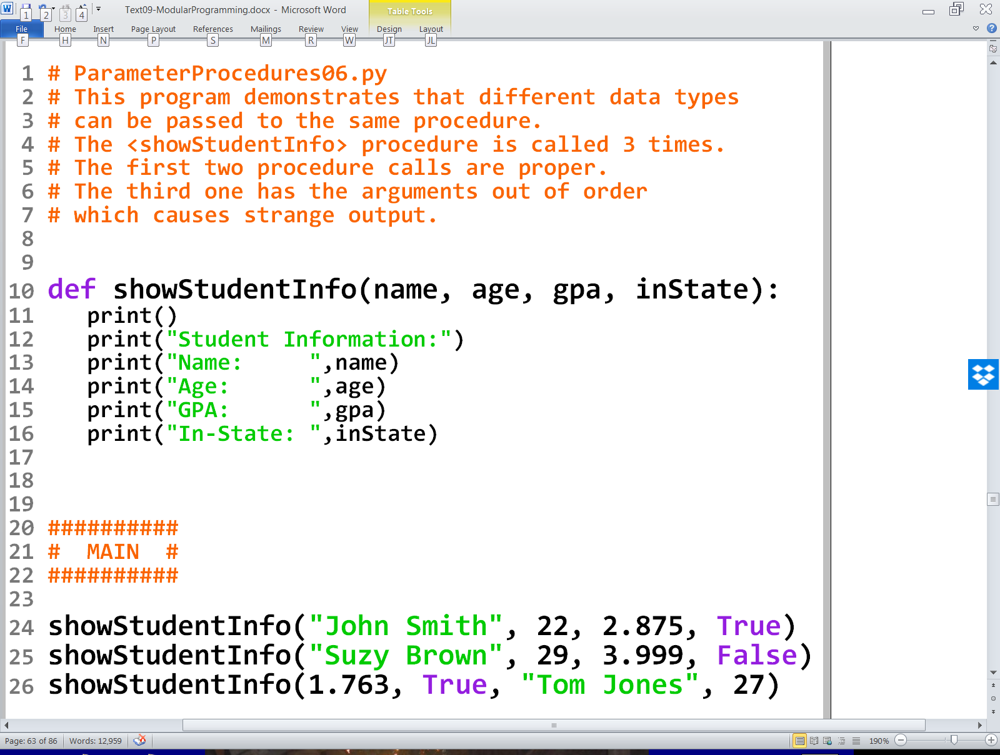 1 2 3 4
Text09-ModularProgramming.docx - Microsoft Word
Table Tools
File Home Insert Page Layout References Mailings Review View Design Layout
F H N P S M R W JT JL
1 # ParameterProcedures06.py
2 # This program demonstrates that different data types
3 # can be passed to the same procedure.
4 # The <showStudentInfo> procedure is called 3 times.
5 # The first two procedure calls are proper.
6 # The third one has the arguments out of order
7 # which causes strange output.
8
9
10 def showStudentInfo(name, age, gpa, inState):
11    print()
12    print("Student Information:")
13    print("Name:     ",name)
14    print("Age:      ",age)
15    print("GPA:      ",gpa)
16    print("In-State: ",inState)
17
18
19
20 ##########
21 #  MAIN  #
22 ##########
23
24 showStudentInfo("John Smith", 22, 2.875, True)
25 showStudentInfo("Suzy Brown", 29, 3.999, False)
26 showStudentInfo(1.763, True, "Tom Jones", 27)
Page: 63 of 86 Words: 12,959 190%